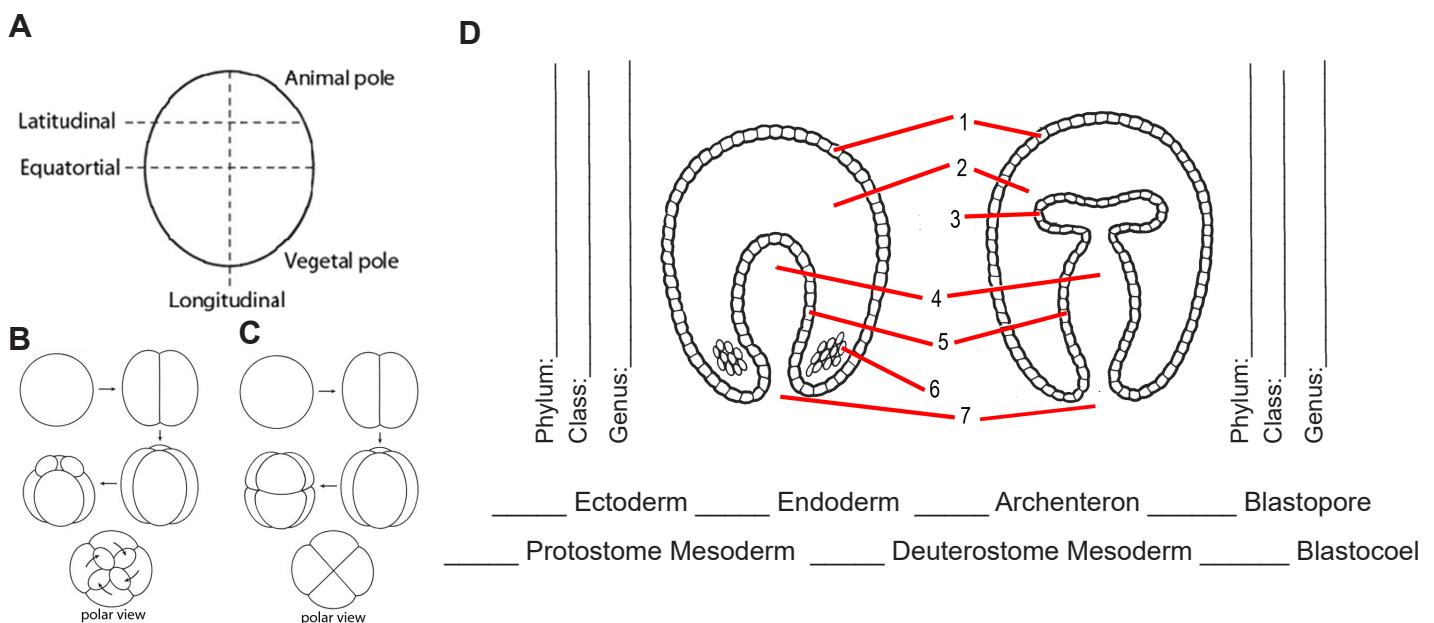 A
Animal pole
Latitudinal
Equatortial
Vegetal pole
Longitudinal
B
polar view
C
polar view
D
Phylum:
Class:
Genus:
1
2
3
4
5
6
7
Phylum:
Class:
Genus:
_____ Ectoderm _____ Endoderm _____ Archenteron ______ Blastopore
_____ Protostome Mesoderm _____ Deuterostome Mesoderm ______ Blastocoel